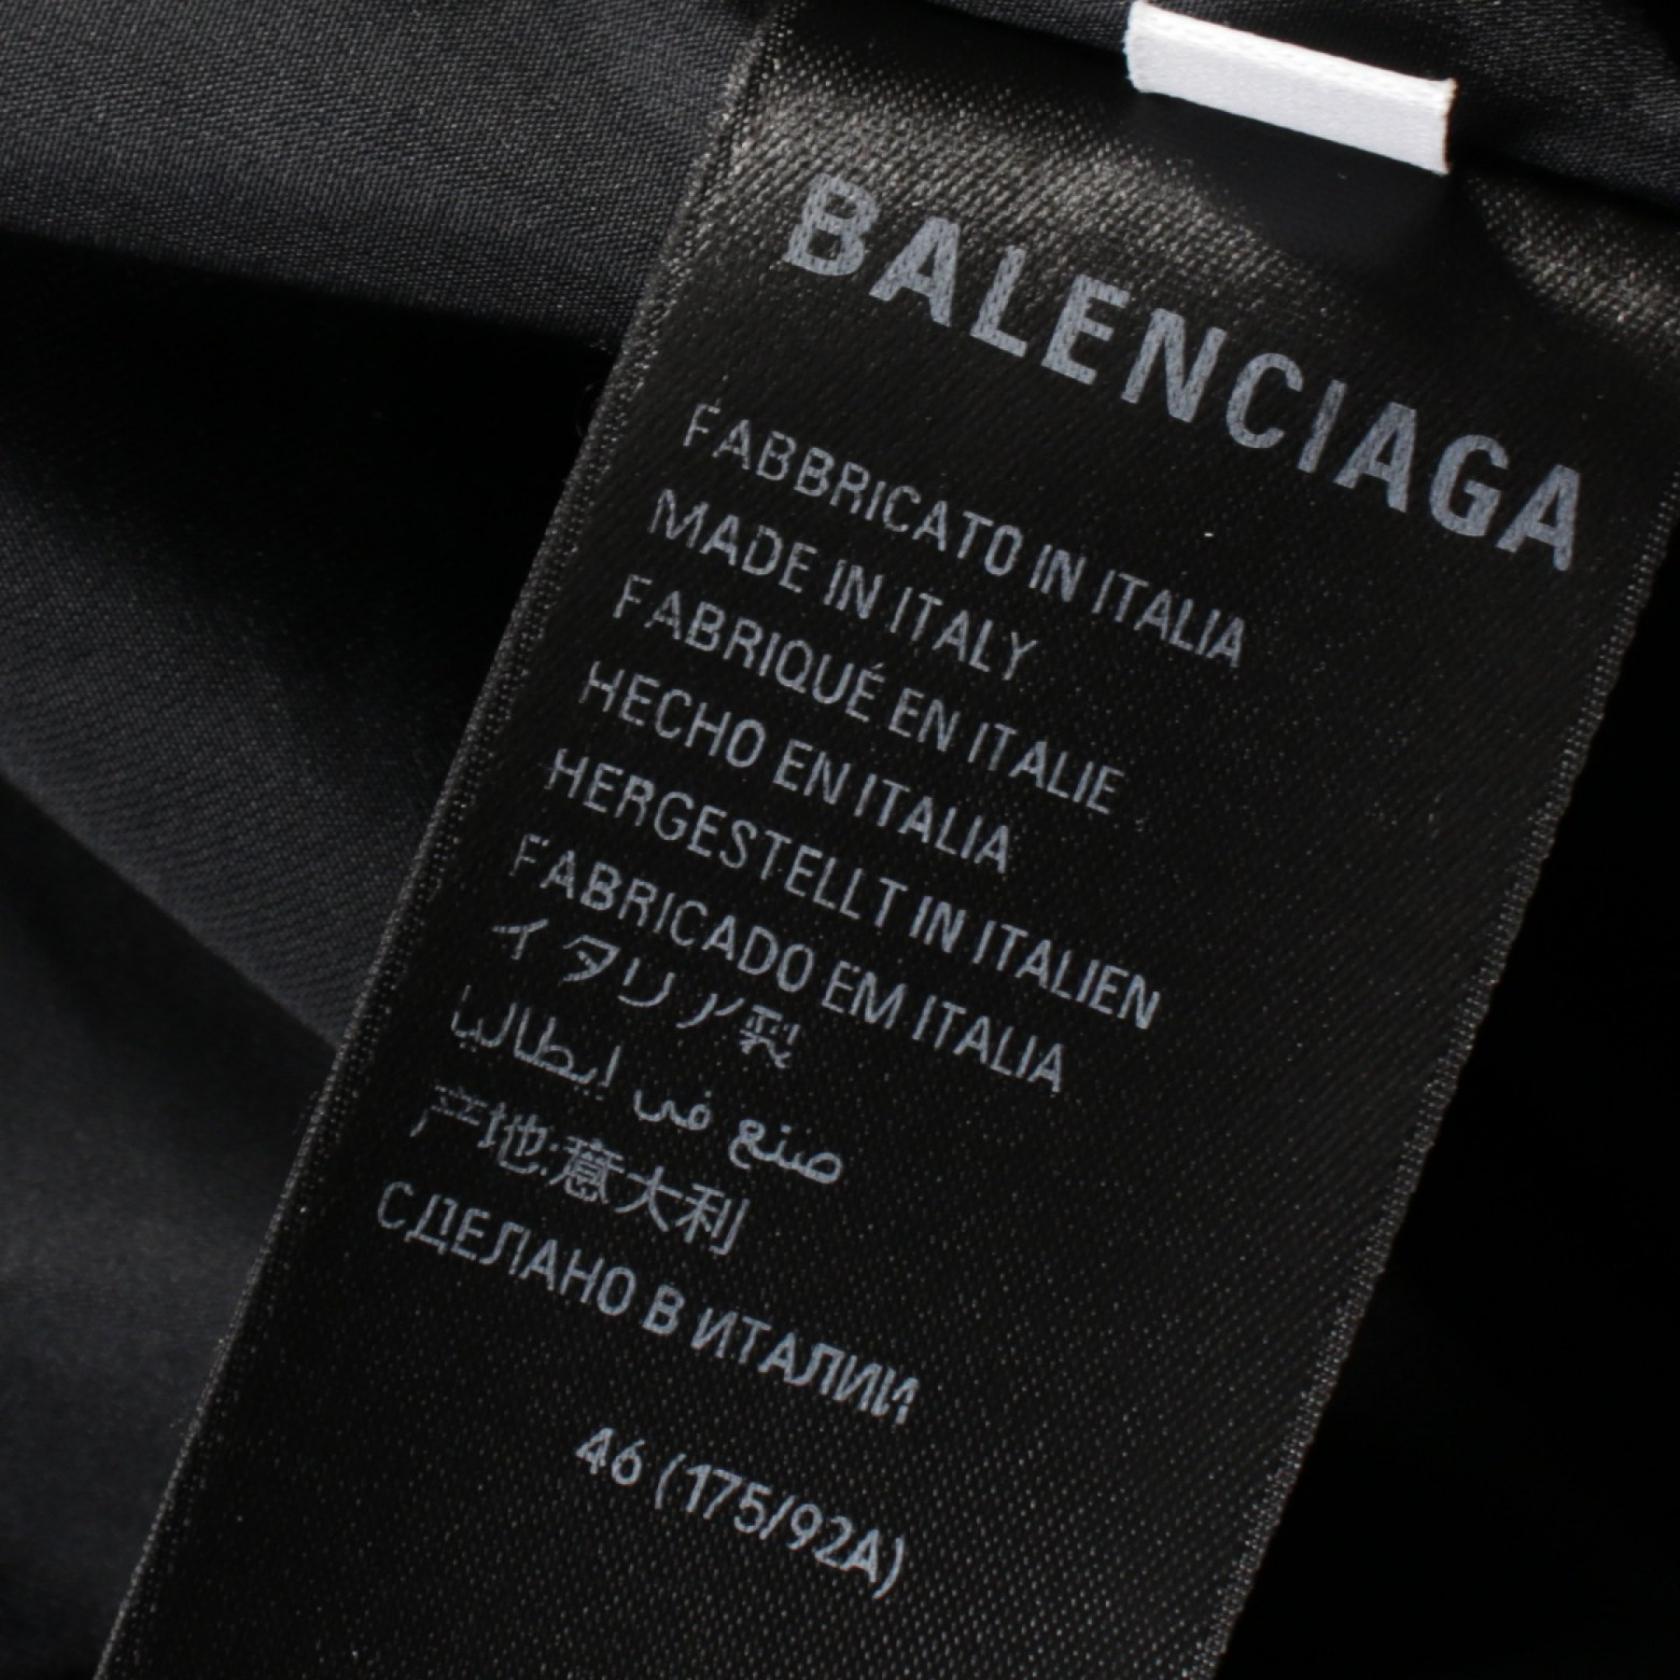 BALENCIAGA
FABBRICATO IN ITALIA
MADE IN ITALY
FABRIQUÉ EN ITALIE
HECHO EN ITALIA
HERGESTELLT IN ITALIEN
FABRICADO EM ITALIA
イタリア製
صنع في إيطاليا
产地:意大利
СДЕЛАНО В ИТАЛИИ
46 (175/92A)